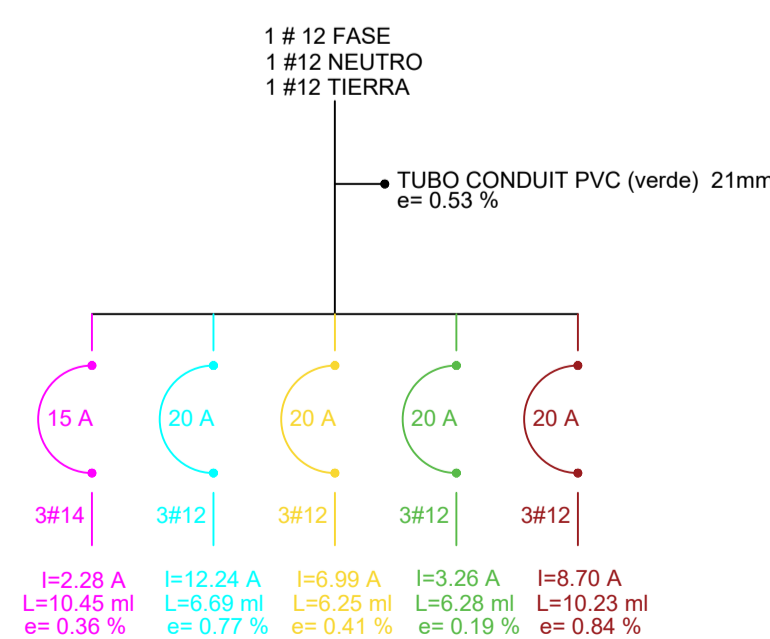 1 # 12 FASE
1 #12 NEUTRO
1 #12 TIERRA
TUBO CONDUIT PVC (verde) 21mm
e= 0.53 %
15 A
20 A
20 A
20 A
20 A
3#14
3#12
3#12
3#12
3#12
I=2.28 A
L=10.45 ml
e= 0.36 %
I=12.24 A
L=6.69 ml
e= 0.77 %
I=6.99 A
L=6.25 ml
e= 0.41 %
I=3.26 A
L=6.28 ml
e= 0.19 %
I=8.70 A
L=10.23 ml
e= 0.84 %